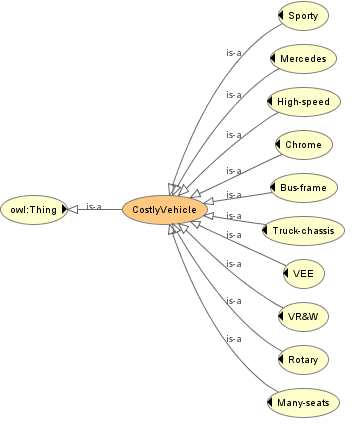 Sporty
is-a
Mercedes
is-a
High-speed
is-a
Chrome
is-a
Bus-frame
is-a
owl:Thing
is-a
CostlyVehicle
is-a
Truck-chassis
is-a
VEE
is-a
VR&W
is-a
Rotary
is-a
Many-seats